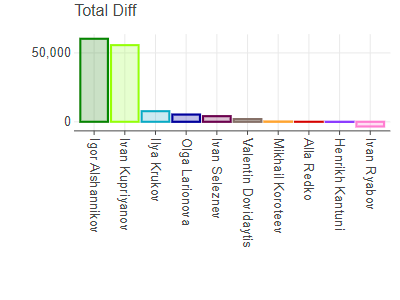 Total Diff
50,000
0
Igor Alshannikov
Ivan Kupriyanov
Ilya Krukov
Olga Larionova
Ivan Seleznev
Valentin Dovidaytis
Mikhail Koroteev
Alla Redko
Henrikh Kantuni
Ivan Ryabov